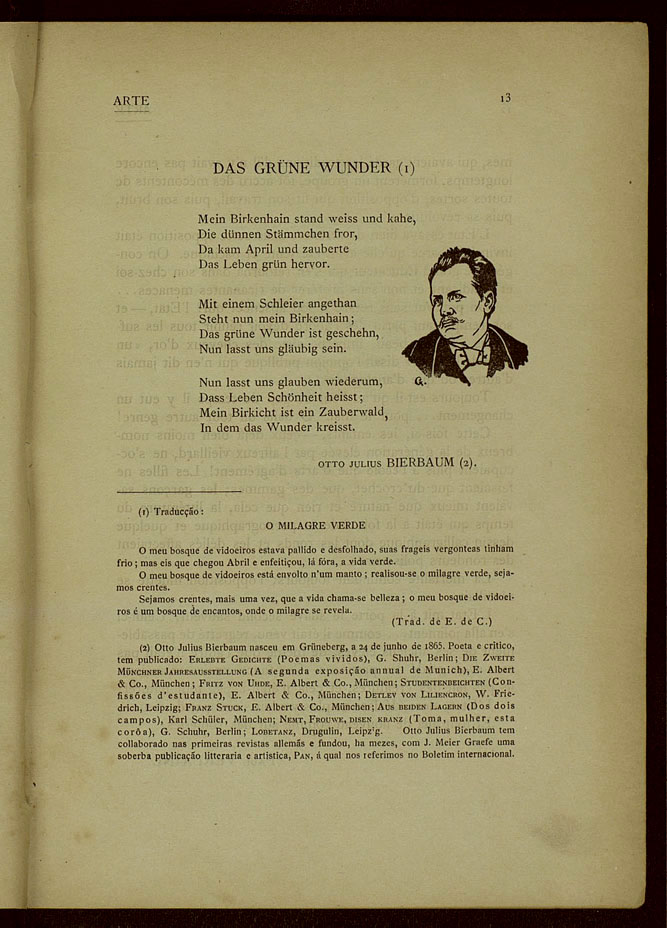 ARTE
13
DAS GRÜNE WUNDER (1)
Mein Birkenhain stand weiss und kahe,
Die dünnen Stämmchen fror,
Da kam April und zauberte
Das Leben grün hervor.
Mit einem Schleier angethan
Steht nun mein Birkenhain;
Das grüne Wunder ist geschehn,
Nun lasst uns gläubig sein.
Nun lasst uns glauben wiederum,
Dass Leben Schönheit heisst;
Mein Birkicht ist ein Zauberwald,
In dem das Wunder kreisst.
OTTO JULIUS BIERBAUM (2).
(1) Traducção:
O MILAGRE VERDE
O meu bosque de vidoeiros estava pallido e desfolhado, suas frageis vergonteas tinham
frio; mas eis que chegou Abril e enfeitiçou, lá fóra, a vida verde.
O meu bosque de vidoeiros está envolto n'um manto; realisou-se o milagre verde, seja-
mos crentes.
Sejamos crentes, mais uma vez, que a vida chama-se belleza; o meu bosque de vidoei-
ros é um bosque de encantos, onde o milagre se revela.
(Trad. de E. de C.)
(2) Otto Julius Bierbaum nasceu em Grüneberg, a 24 de junho de 1865. Poeta e critico,
tem publicado: ERLEBTE GEDICHTE (Poemas vividos), G. Shuhr, Berlin; DIE ZWEITE
MÜNCHNER JAHRESAUSSTELLUNG (A segunda exposição annual de Munich), E. Albert
& Co., München; FRITZ VON UHDE, E. Albert & Co., München; STUDENTENBEICHTEN (Con-
fissões d'estudante), E. Albert & Co., München; DETLEV VON LILIENCRON, W. Frie-
drich, Leipzig; FRANZ STUCK, E. Albert & Co., München; AUS BEIDEN LAGERN (Dos dois
campos), Karl Schüler, München; NEMT, FROUWE, DISEN KRANZ (Toma, mulher, esta
corôa), G. Schuhr, Berlin; LOBETANZ, Drugulin, Leipzig. Otto Julius Bierbaum tem
collaborado nas primeiras revistas allemãs e fundou, ha mezes, com J. Meier Graefe uma
soberba publicação litteraria e artistica, PAN, á qual nos referimos no Boletim internacional.